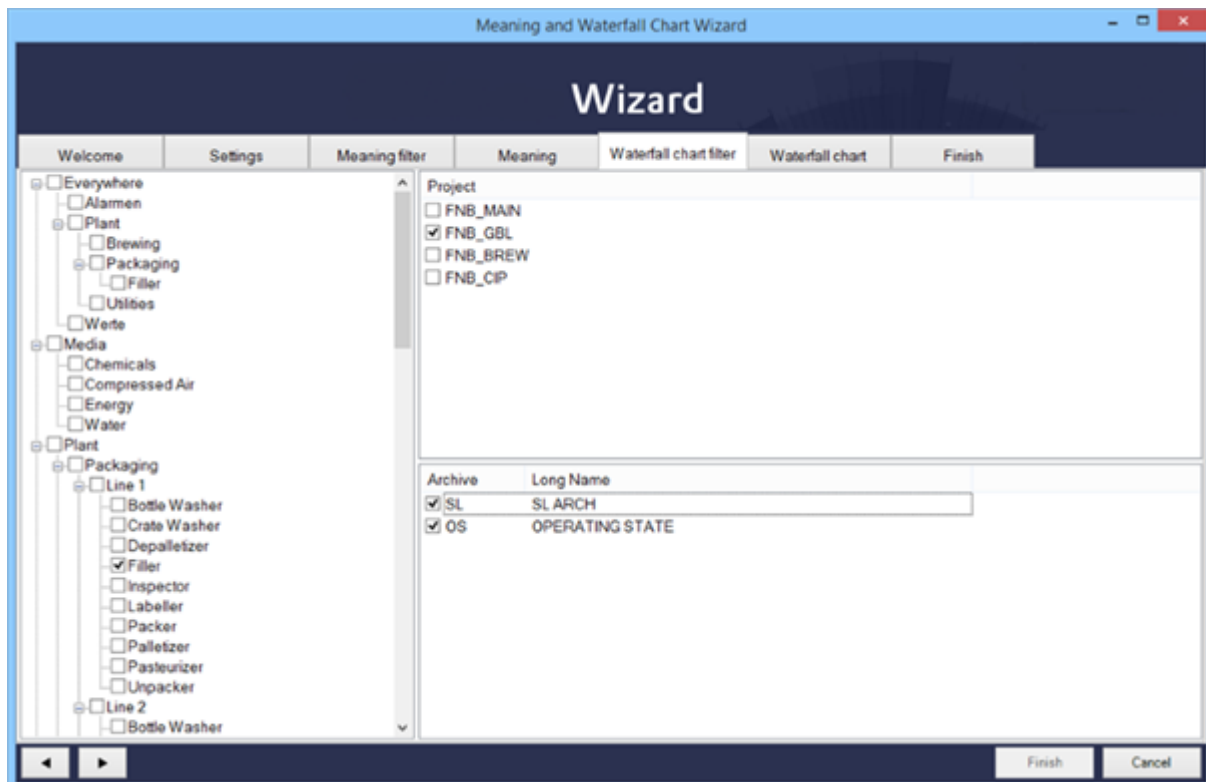 Meaning and Waterfall Chart Wizard
Wizard
Welcome Settings Meaning filter Meaning Waterfall chart filter Waterfall chart Finish
Everywhere
Alarmen
Plant
Brewing
Packaging
Filler
Utilities
Werte
Media
Chemicals
Compressed Air
Energy
Water
Plant
Packaging
Line 1
Bottle Washer
Crate Washer
Depalletizer
Filler
Inspector
Labeller
Packer
Palletizer
Pasteurizer
Unpacker
Line 2
Bottle Washer
Project
FNB_MAIN
FNB_GBL
FNB_BREW
FNB_CIP
Archive Long Name
SL SL ARCH
OS OPERATING STATE
Finish Cancel